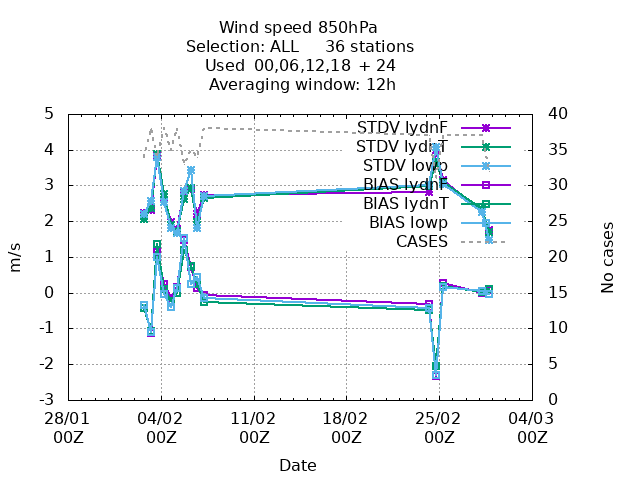 Wind speed 850hPa
Selection: ALL 36 stations
Used 00,06,12,18 + 24
Averaging window: 12h
m/s
No cases
5
4
3
2
1
0
-1
-2
-3
40
35
30
25
20
15
10
5
0
STDV lydnF
STDV lydnT
STDV lowp
BIAS lydnF
BIAS lydnT
BIAS lowp
CASES
28/01 04/02 11/02 18/02 25/02 04/03
00Z 00Z 00Z 00Z 00Z 00Z
Date